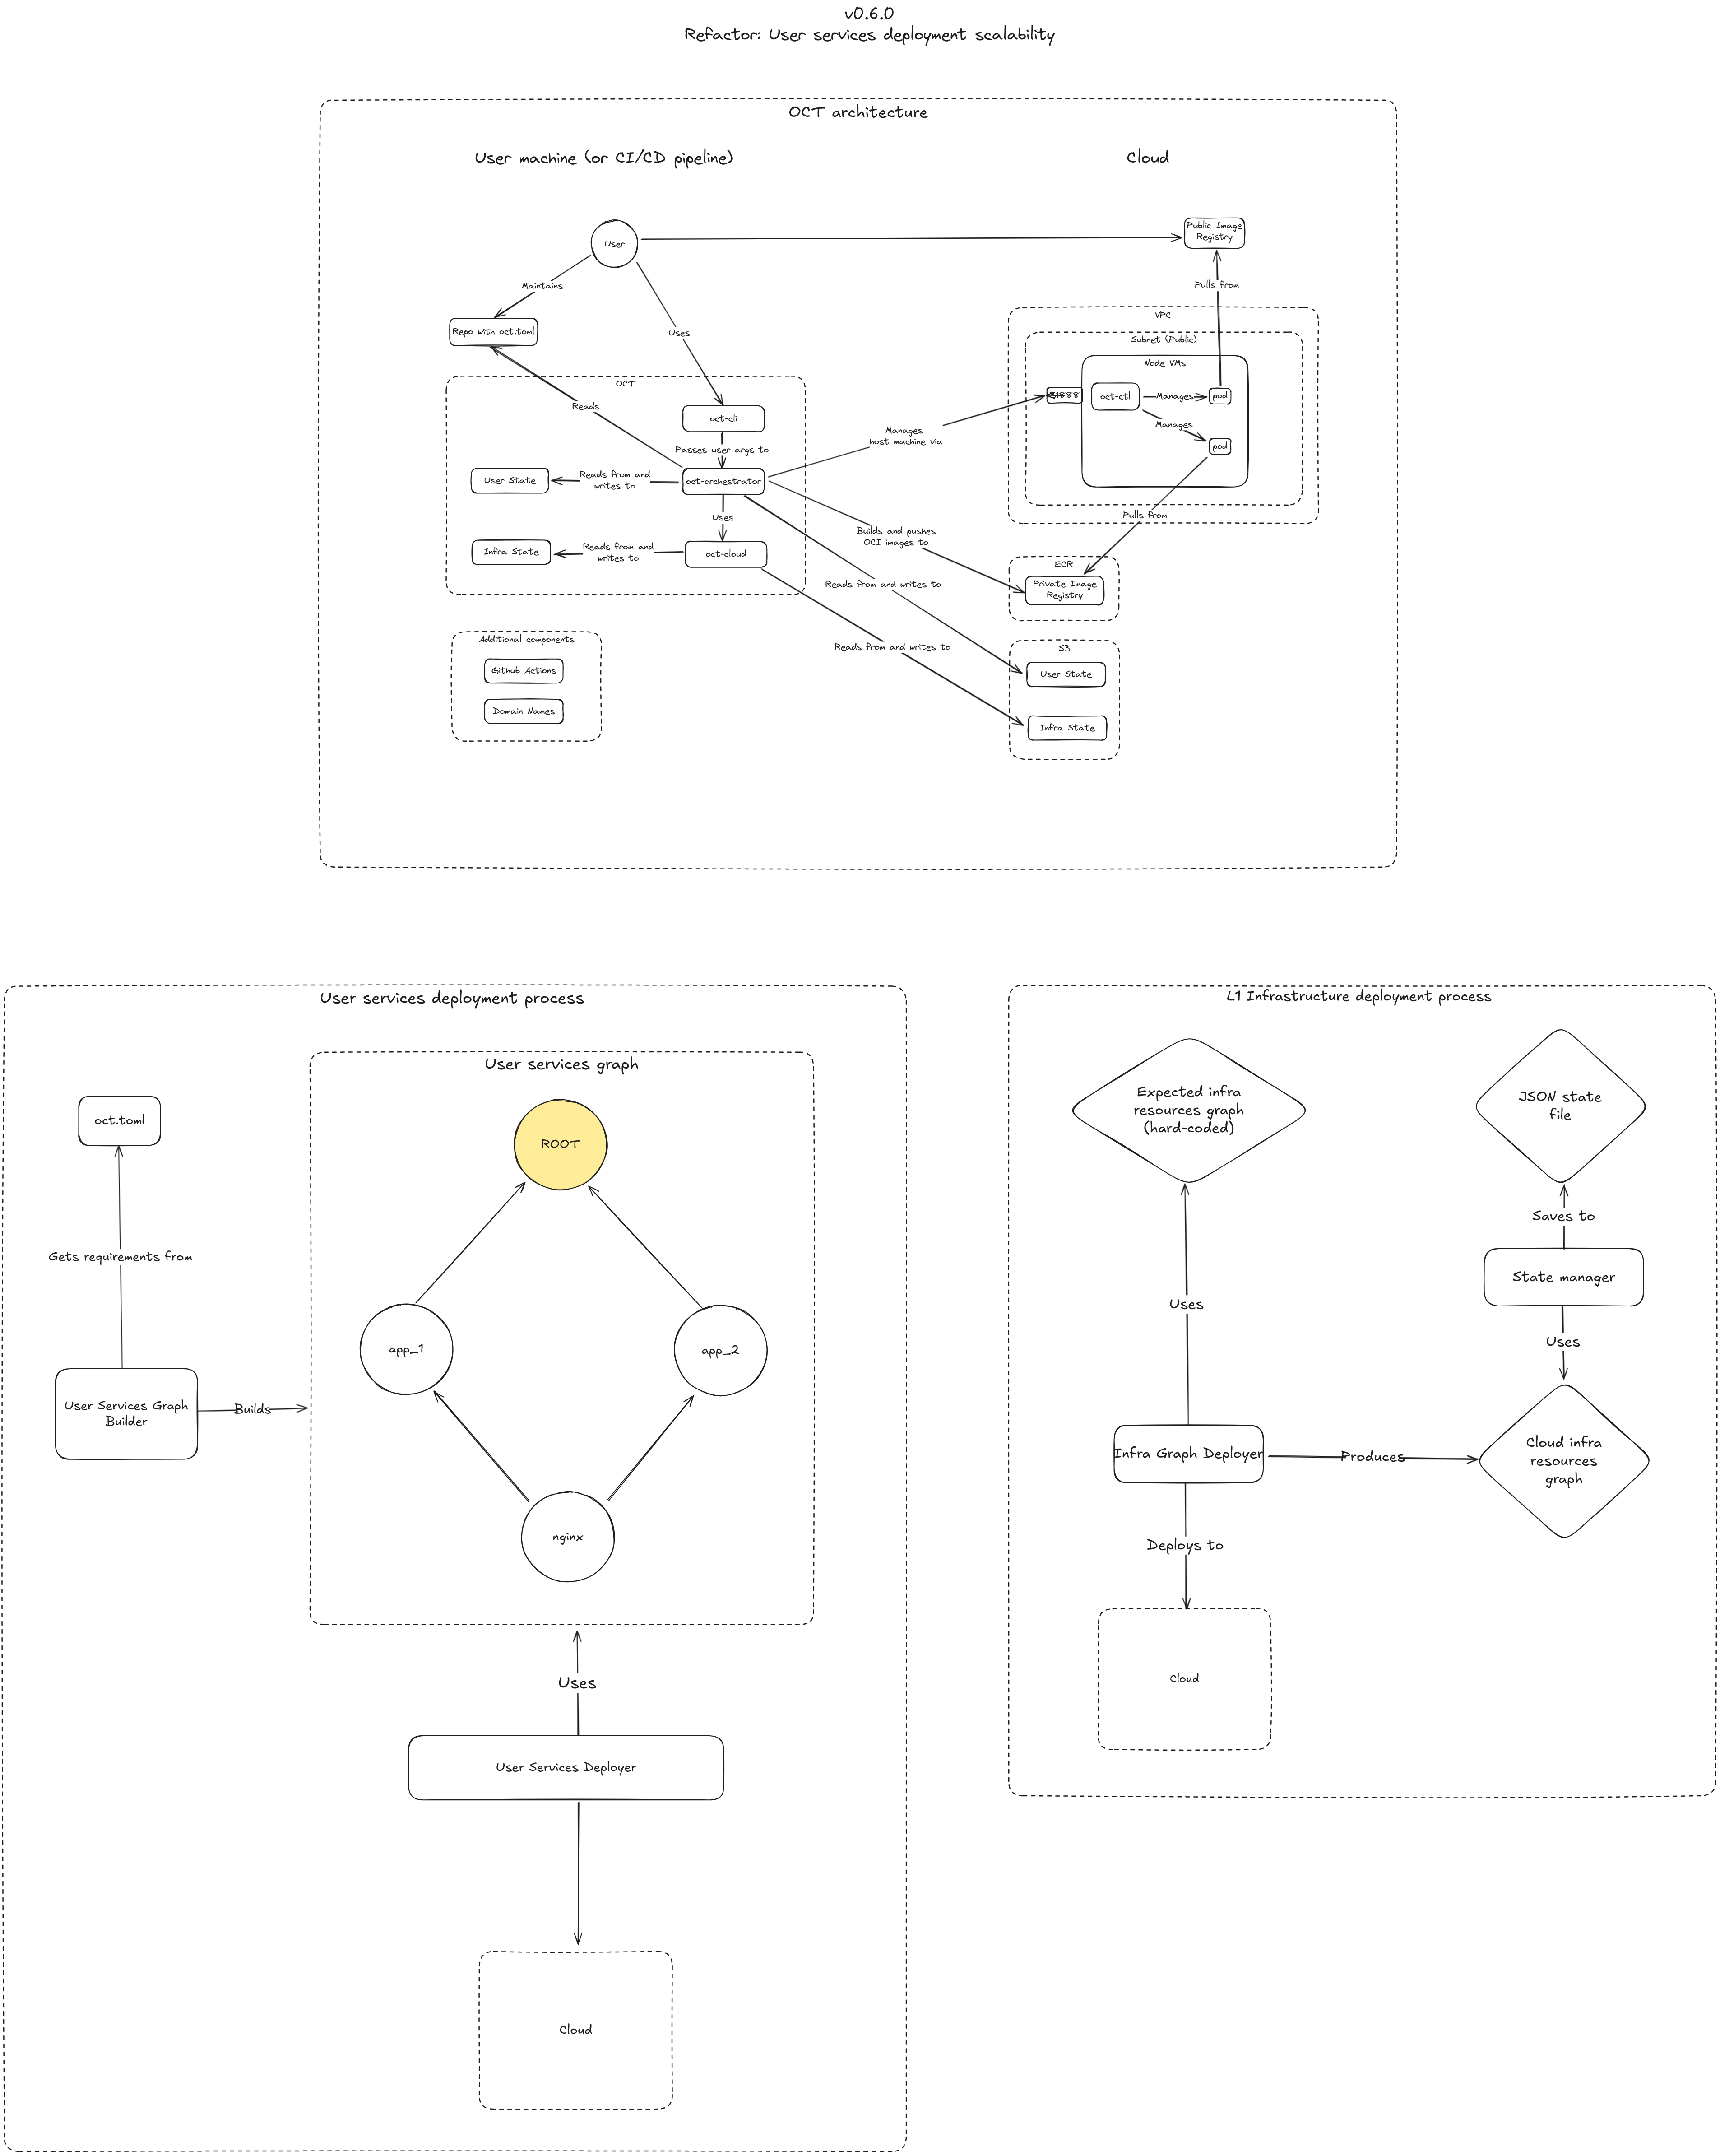 v0.6.0
Refactor: User services deployment scalability
OCT architecture
User machine (or CI/CD pipeline)
Cloud
User
Public Image
Registry
Maintains
Pulls from
Repo with oct.toml
Uses
VPC
Subnet (Public)
Node VMs
oct-ctl
Manages
pod
Manages
pod
OCT
Reads
oct-cli
Passes user args to
Manages
host machine via
User State
Reads from and
writes to
oct-orchestrator
Uses
Pulls from
Builds and pushes
OCI images to
Infra State
Reads from and
writes to
oct-cloud
ECR
Private Image
Registry
Reads from and writes to
Additional components
Github Actions
Domain Names
Reads from and writes to
S3
User State
Infra State
User services deployment process
User services graph
oct.toml
ROOT
Gets requirements from
app_1
app_2
User Services Graph
Builder
Builds
nginx
Uses
User Services Deployer
Cloud
L1 Infrastructure deployment process
Expected infra
resources graph
(hard-coded)
JSON state
file
Saves to
State manager
Uses
Uses
Infra Graph Deployer
Produces
Cloud infra
resources
graph
Deploys to
Cloud